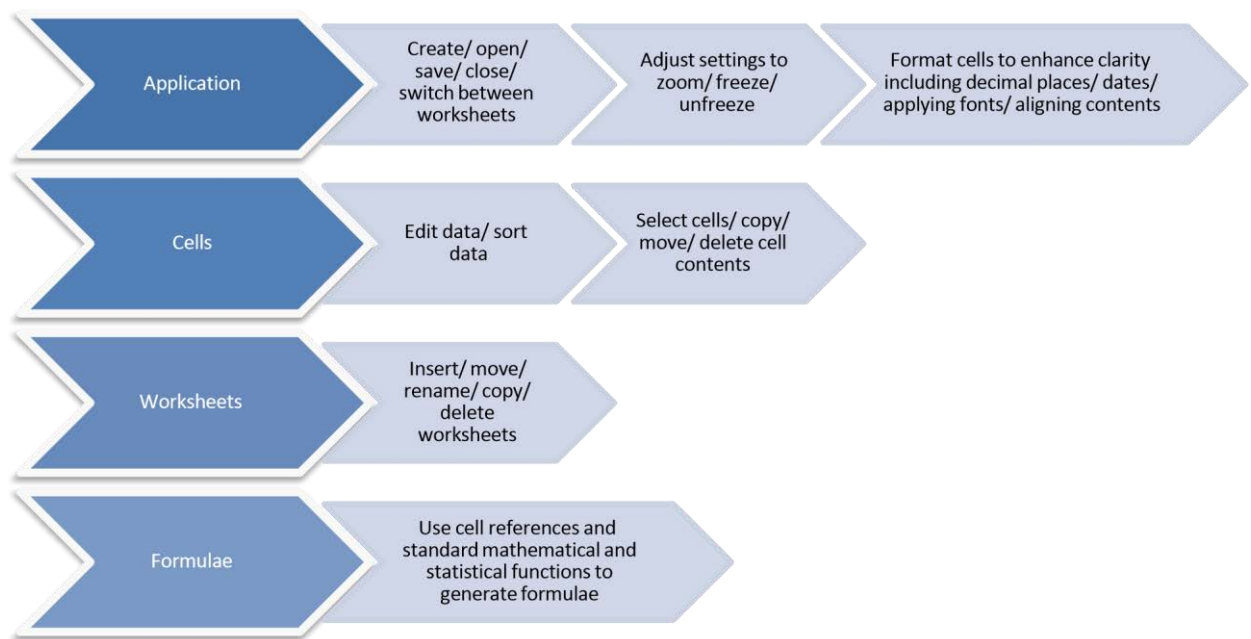 Application
Create/ open/
save/ close/
switch between
worksheets
Adjust settings to
zoom/ freeze/
unfreeze
Format cells to enhance clarity
including decimal places/ dates/
applying fonts/ aligning contents
Cells
Edit data/ sort
data
Select cells/ copy/
move/ delete cell
contents
Worksheets
Insert/ move/
rename/ copy/
delete
worksheets
Formulae
Use cell references and
standard mathematical and
statistical functions to
generate formulae